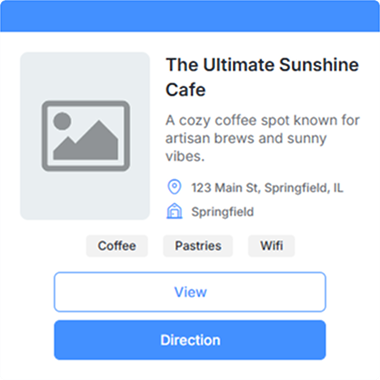 The Ultimate Sunshine
Cafe
A cozy coffee spot known for
artisan brews and sunny
vibes.
123 Main St, Springfield, IL
Springfield
Coffee Pastries Wifi
View
Direction